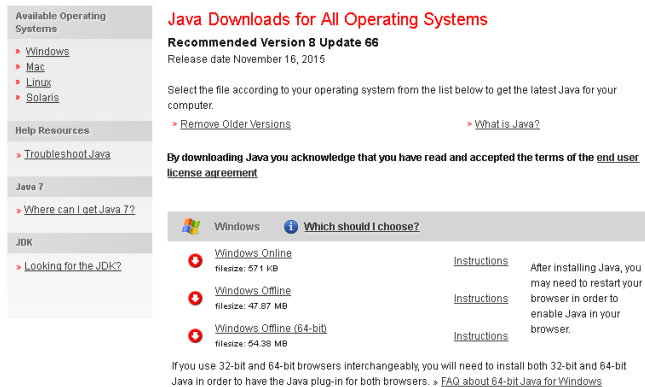 Available Operating
Systems
» Windows
» Mac
» Linux
» Solaris
Help Resources
» Troubleshoot Java
Java 7
» Where can I get Java 7?
JDK
» Looking for the JDK?
Java Downloads for All Operating Systems
Recommended Version 8 Update 66
Release date November 16, 2015
Select the file according to your operating system from the list below to get the latest Java for your
computer.
» Remove Older Versions
» What is Java?
By downloading Java you acknowledge that you have read and accepted the terms of the end user
license agreement
Windows
i Which should I choose?
Windows Online
filesize: 571 KB
Instructions
Windows Offline
filesize: 47.87 MB
Instructions
Windows Offline (64-bit)
filesize: 54.38 MB
Instructions
After installing Java, you
may need to restart your
browser in order to
enable Java in your
browser.
If you use 32-bit and 64-bit browsers interchangeably, you will need to install both 32-bit and 64-bit
Java in order to have the Java plug-in for both browsers. » FAQ about 64-bit Java for Windows